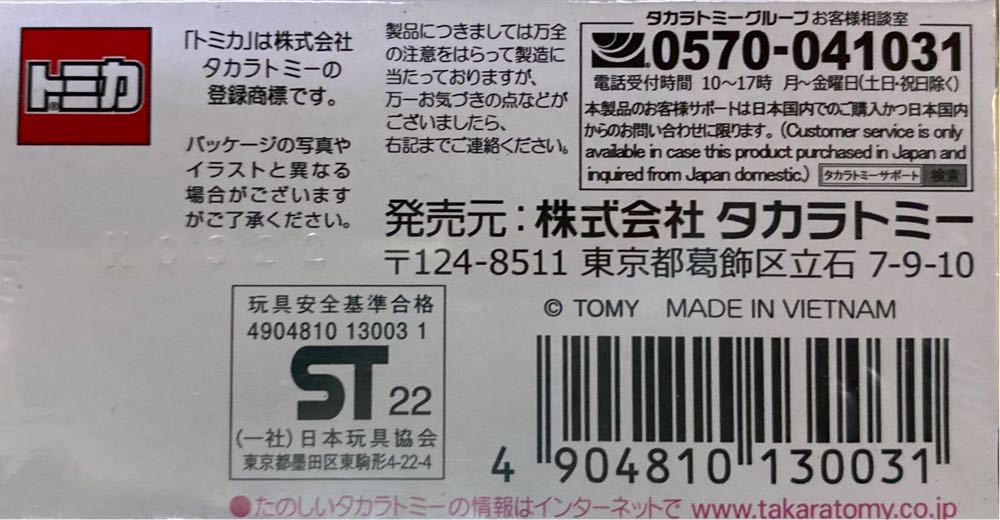 トミカ®
「トミカ」は株式会社
タカラトミーの
登録商標です。
パッケージの写真や
イラストと異なる
場合がございます
がご了承ください。
製品につきましては万全
の注意をはらって製造に
当たっておりますが、
万一お気づきの点などが
ございましたら、
右記までご連絡ください。
タカラトミーグループ お客様相談室
0570-041031
電話受付時間 10〜17時 月〜金曜日(土日・祝日除く)
本製品のお客様サポートは日本国内でのご購入かつ日本国内
からのお問い合わせに限ります。(Customer service is only
available in case this product purchased in Japan and
inquired from Japan domestic.) タカラトミーサポート 検索
発売元：株式会社 タカラトミー
〒124-8511 東京都葛飾区立石 7-9-10
玩具安全基準合格
4904810 13003 1
ST 22
(一社)日本玩具協会
東京都墨田区東駒形4-22-4
© TOMY MADE IN VIETNAM
4 904810 130031
●たのしいタカラトミーの情報はインターネットで www.takaratomy.co.jp